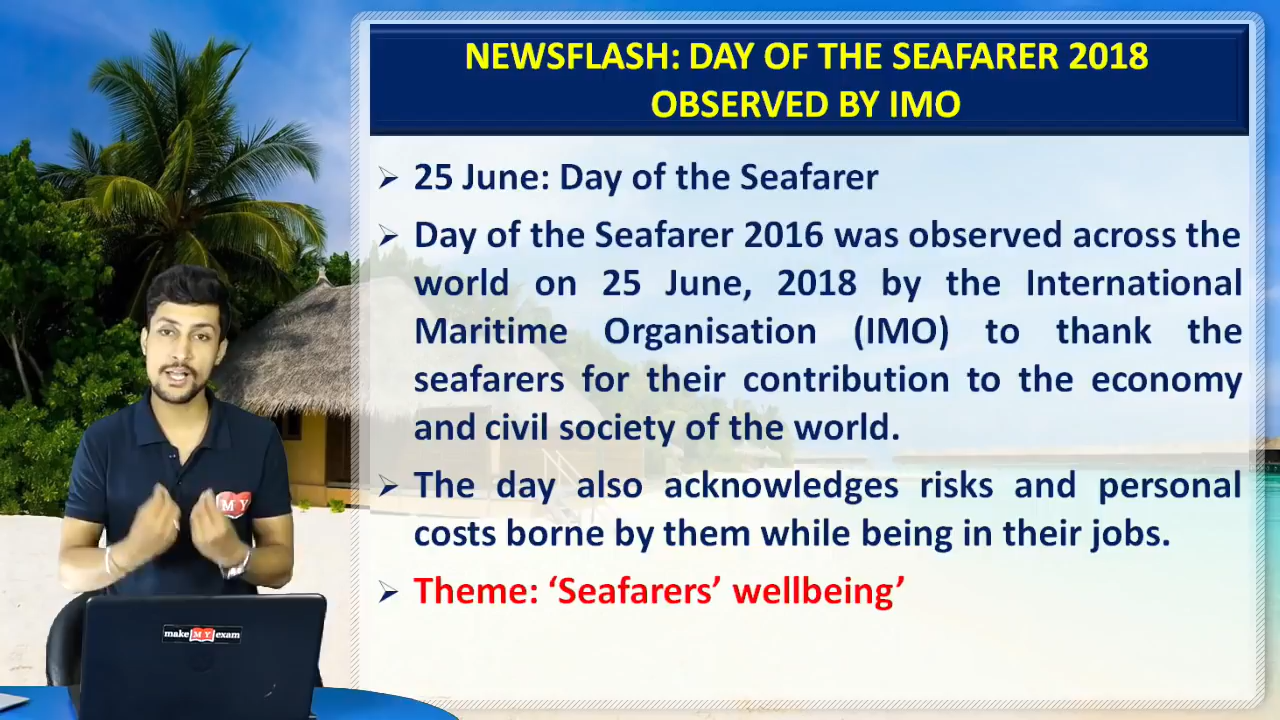 NEWSFLASH: DAY OF THE SEAFARER 2018
OBSERVED BY IMO
➢ 25 June: Day of the Seafarer
➢ Day of the Seafarer 2016 was observed across the
world on 25 June, 2018 by the International
Maritime Organisation (IMO) to thank the
seafarers for their contribution to the economy
and civil society of the world.
➢ The day also acknowledges risks and personal
costs borne by them while being in their jobs.
➢ Theme: ‘Seafarers’ wellbeing’
MY
make MY exam